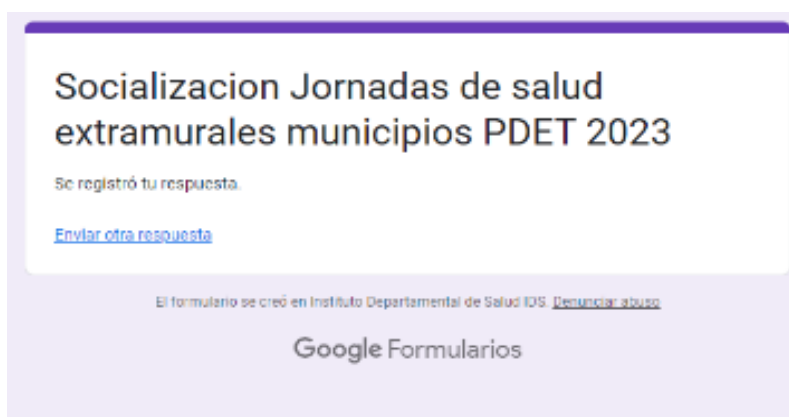 Socializacion Jornadas de salud
extramurales municipios PDET 2023
Se registró tu respuesta.
Enviar otra respuesta
El formulario se creó en Instituto Departamental de Salud IDS. Denunciar abuso
Google Formularios